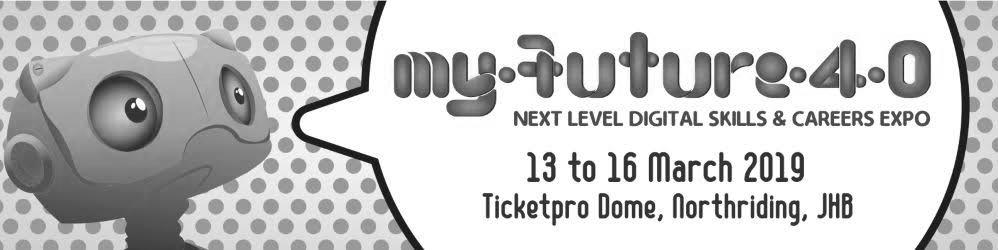 my.future.4.0
NEXT LEVEL DIGITAL SKILLS & CAREERS EXPO
13 to 16 March 2019
Ticketpro Dome, Northriding, JHB